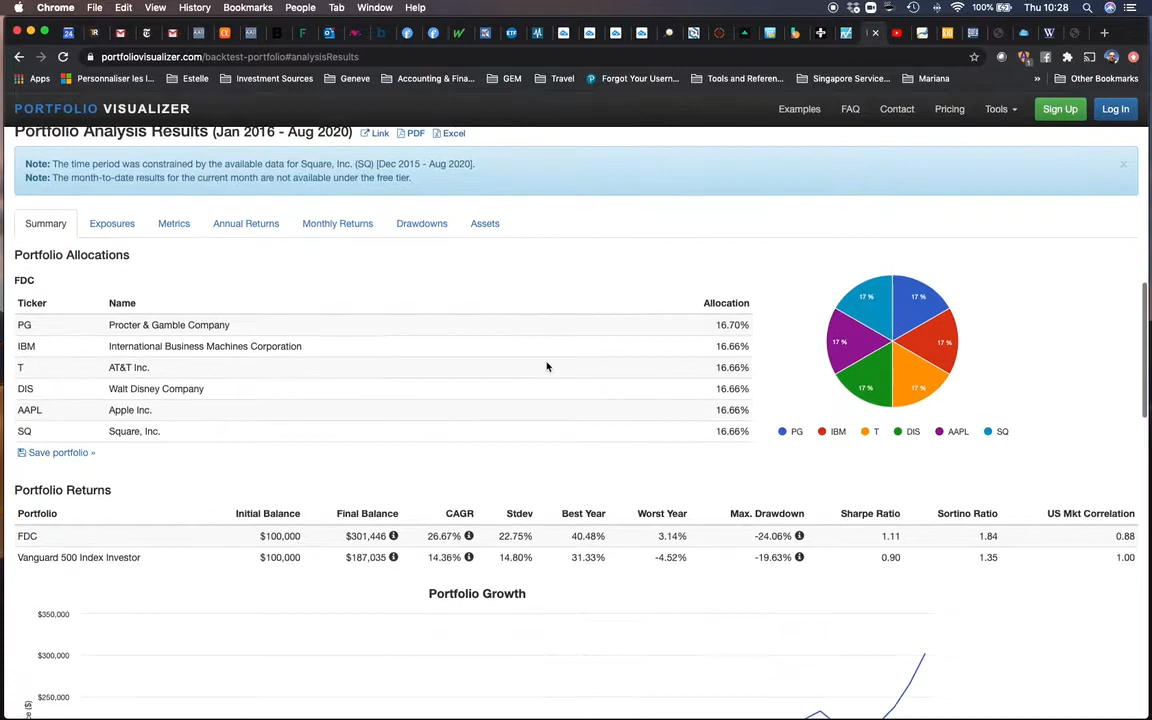 Chrome File Edit View History Bookmarks People Tab Window Help 100% Thu 10:28
portfoliovisualizer.com/backtest-portfolio#analysisResults
Apps Personnaliser les l... Estelle Investment Sources Geneve Accounting & Fina... GEM Travel Forgot Your Usern... Tools and Referen... Singapore Service... Mariana » Other Bookmarks
PORTFOLIO VISUALIZER Examples FAQ Contact Pricing Tools Sign Up Log In
Portfolio Analysis Results (Jan 2016 - Aug 2020) Link PDF Excel
Note: The time period was constrained by the available data for Square, Inc. (SQ) [Dec 2015 - Aug 2020].
Note: The month-to-date results for the current month are not available under the free tier.
Summary Exposures Metrics Annual Returns Monthly Returns Drawdowns Assets
Portfolio Allocations
FDC
Ticker Name Allocation
PG Procter & Gamble Company 16.70%
IBM International Business Machines Corporation 16.66%
T AT&T Inc. 16.66%
DIS Walt Disney Company 16.66%
AAPL Apple Inc. 16.66%
SQ Square, Inc. 16.66%
17 % 17 %
17 % 17 %
17 % 17 %
PG IBM T DIS AAPL SQ
Save portfolio »
Portfolio Returns
Portfolio Initial Balance Final Balance CAGR Stdev Best Year Worst Year Max. Drawdown Sharpe Ratio Sortino Ratio US Mkt Correlation
FDC $100,000 $301,446 26.67% 22.75% 40.48% 3.14% -24.06% 1.11 1.84 0.88
Vanguard 500 Index Investor $100,000 $187,035 14.36% 14.80% 31.33% -4.52% -19.63% 0.90 1.35 1.00
Portfolio Growth
$350,000
$300,000
$250,000